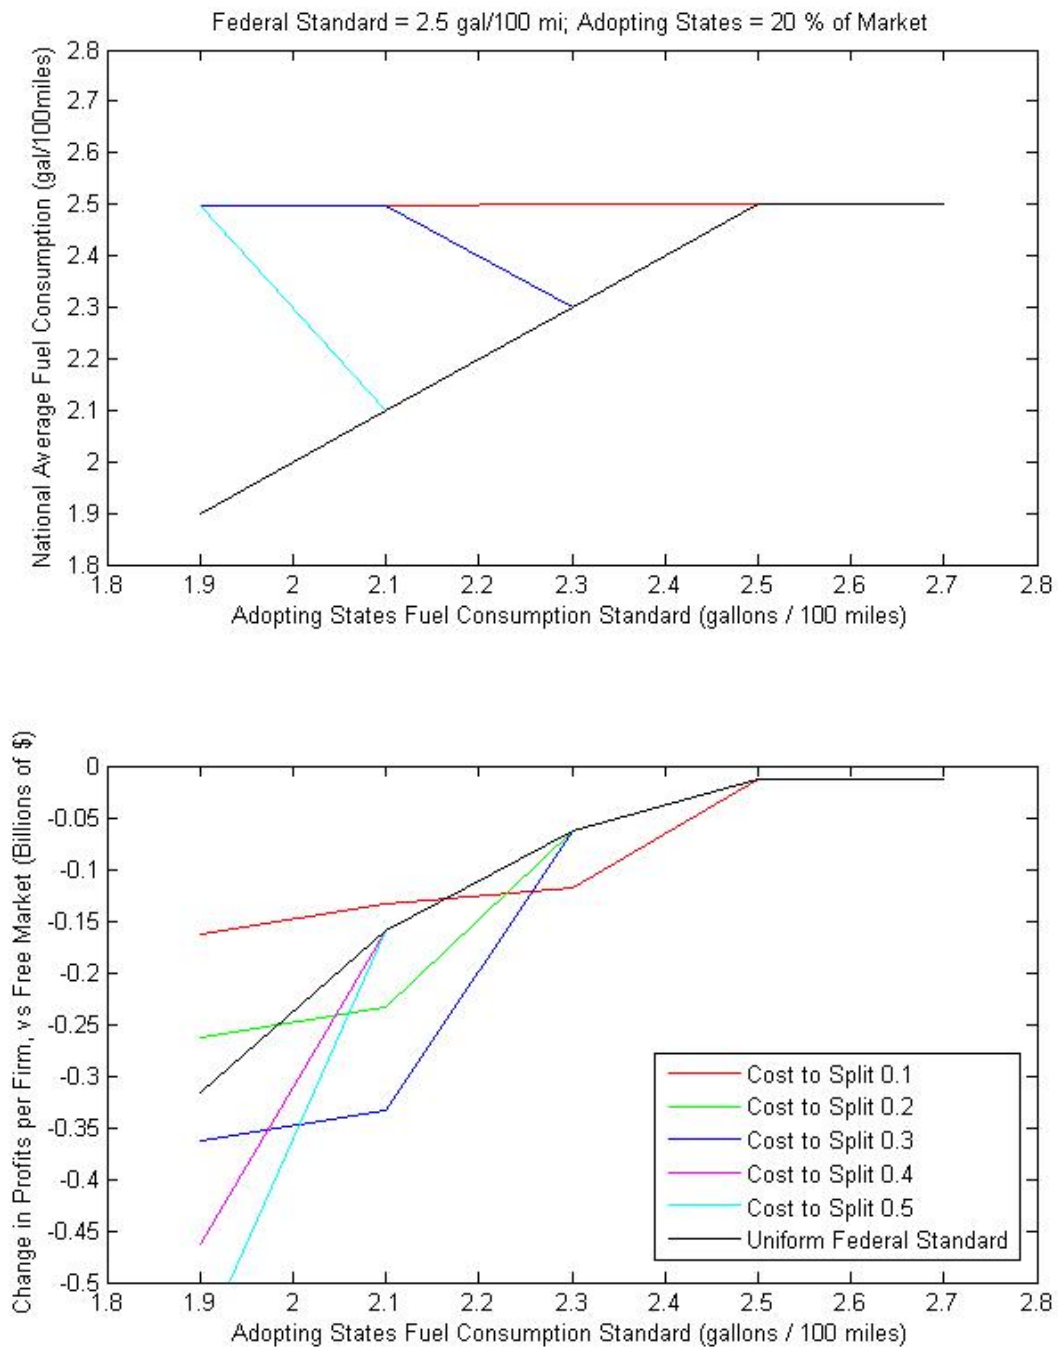 Federal Standard = 2.5 gal/100 mi; Adopting States = 20 % of Market
National Average Fuel Consumption (gal/100miles)
2.8
2.7
2.6
2.5
2.4
2.3
2.2
2.1
2
1.9
1.8
1.8 1.9 2 2.1 2.2 2.3 2.4 2.5 2.6 2.7 2.8
Adopting States Fuel Consumption Standard (gallons / 100 miles)
Change in Profits per Firm, vs Free Market (Billions of $)
0
-0.05
-0.1
-0.15
-0.2
-0.25
-0.3
-0.35
-0.4
-0.45
-0.5
Cost to Split 0.1
Cost to Split 0.2
Cost to Split 0.3
Cost to Split 0.4
Cost to Split 0.5
Uniform Federal Standard
1.8 1.9 2 2.1 2.2 2.3 2.4 2.5 2.6 2.7 2.8
Adopting States Fuel Consumption Standard (gallons / 100 miles)